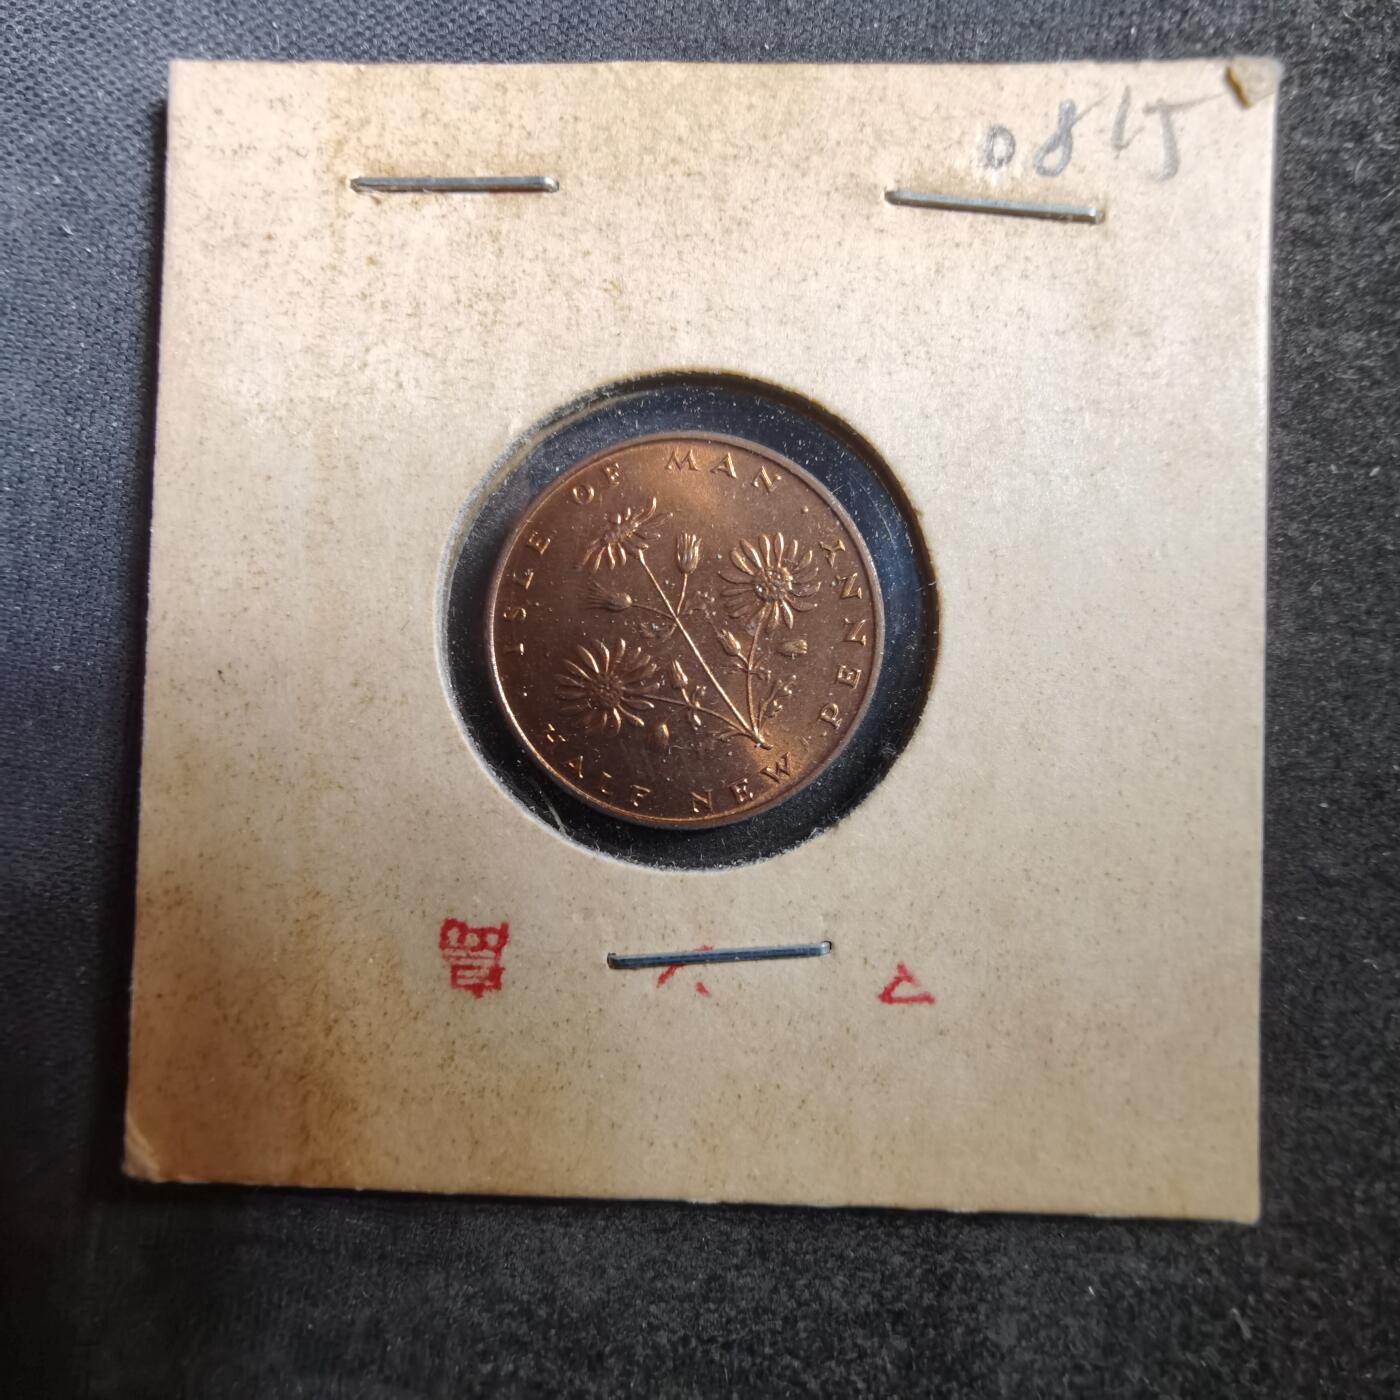 0815
ISLE OF MAN
HALF NEW PENNY